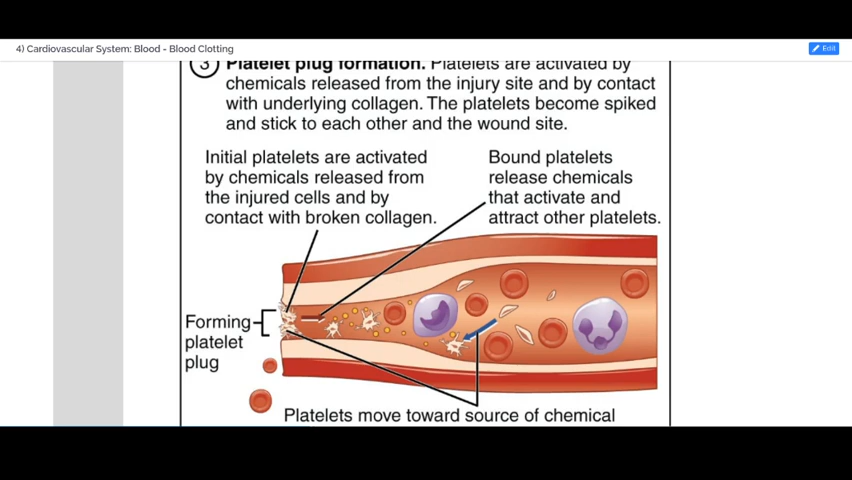 4) Cardiovascular System: Blood - Blood Clotting
Edit
3 Platelet plug formation. Platelets are activated by
chemicals released from the injury site and by contact
with underlying collagen. The platelets become spiked
and stick to each other and the wound site.
Initial platelets are activated
by chemicals released from
the injured cells and by
contact with broken collagen.
Bound platelets
release chemicals
that activate and
attract other platelets.
Forming
platelet
plug
Platelets move toward source of chemical